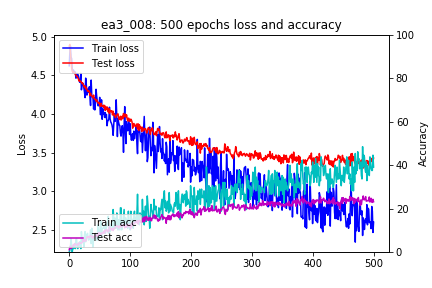 ea3_008: 500 epochs loss and accuracy
Train loss
Test loss
Train acc
Test acc
Loss
Accuracy
5.0
4.5
4.0
3.5
3.0
2.5
100
80
60
40
20
0
0
100
200
300
400
500